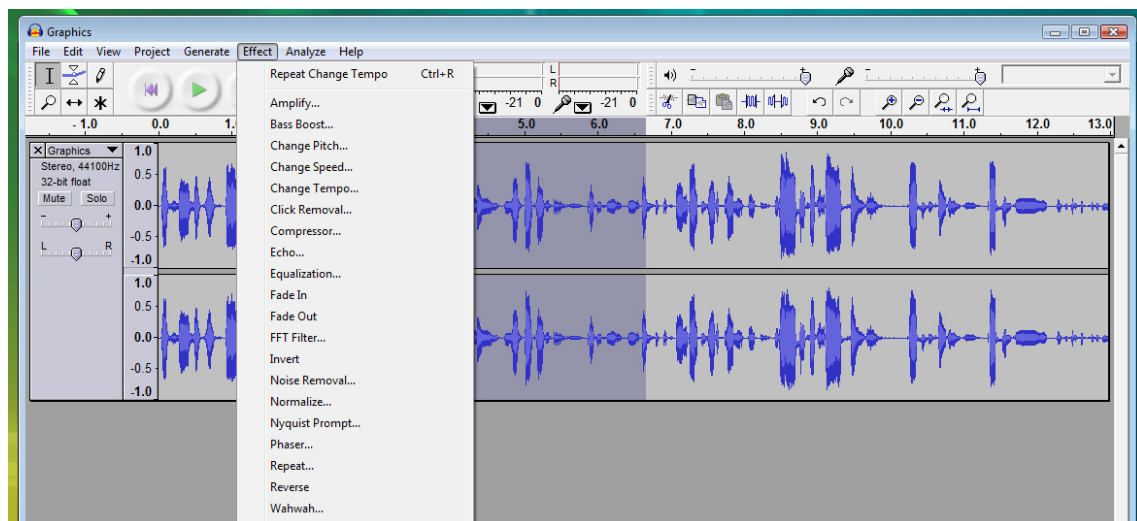 Graphics
File Edit View Project Generate Effect Analyze Help
Repeat Change Tempo Ctrl+R
L
R
-21 0 -21 0
- 1.0 0.0 1. 5.0 6.0 7.0 8.0 9.0 10.0 11.0 12.0 13.0
Amplify...
Bass Boost...
Change Pitch...
Change Speed...
Change Tempo...
Click Removal...
Compressor...
Echo...
Equalization...
Fade In
Fade Out
FFT Filter...
Invert
Noise Removal...
Normalize...
Nyquist Prompt...
Phaser...
Repeat...
Reverse
Wahwah...
X Graphics
Stereo, 44100Hz
32-bit float
Mute Solo
- +
L R
1.0
0.5
0.0
-0.5
-1.0
1.0
0.5
0.0
-0.5
-1.0